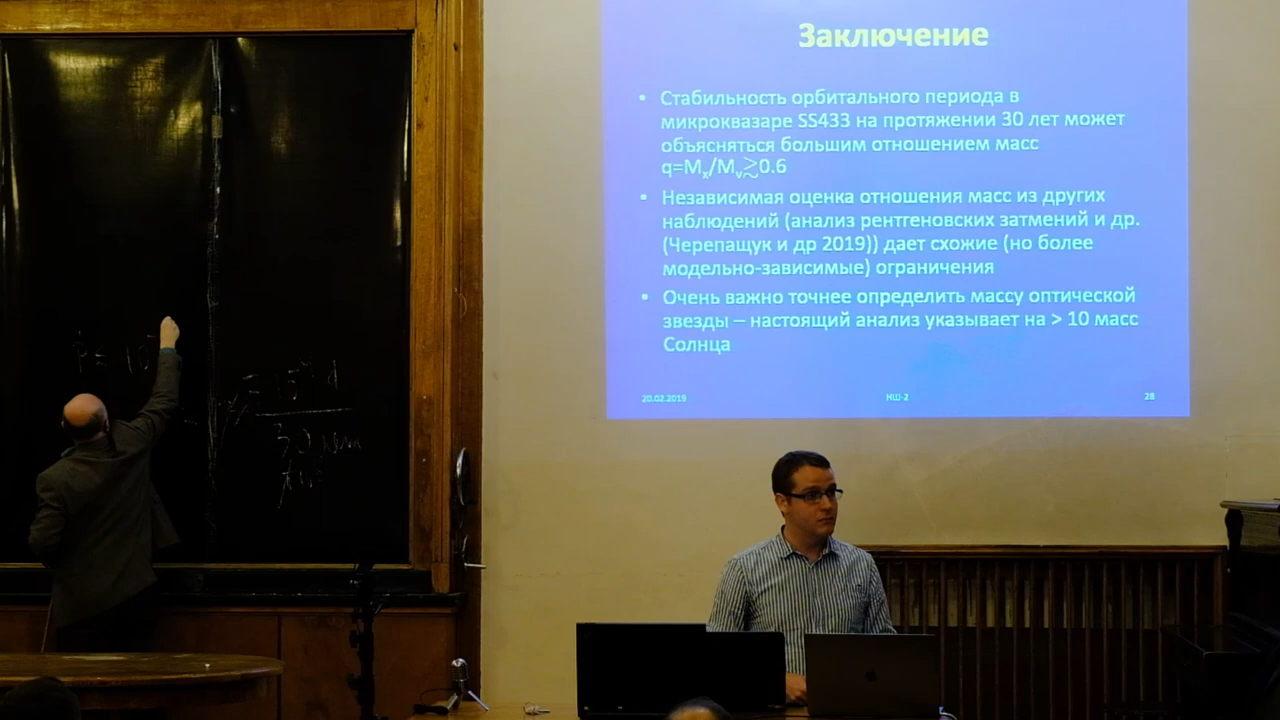 Заключение
• Стабильность орбитального периода в
микроквазаре SS433 на протяжении 30 лет может
объясняться большим отношением масс
q=Mx/Mv≳0.6
• Независимая оценка отношения масс из других
наблюдений (анализ рентгеновских затмений и др.
(Черепащук и др 2019)) дает схожие (но более
модельно-зависимые) ограничения
• Очень важно точнее определить массу оптической
звезды – настоящий анализ указывает на > 10 масс
Солнца
20.02.2019 НШ-2 28
30 лет